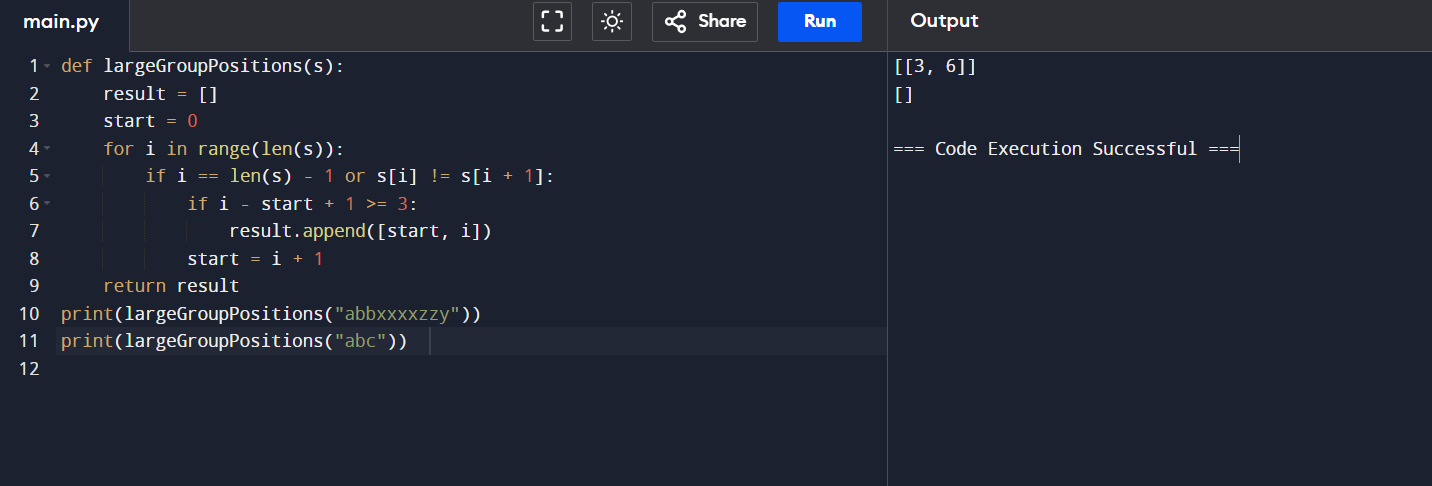 main.py
Share
Run
Output
1 def largeGroupPositions(s):
2     result = []
3     start = 0
4     for i in range(len(s)):
5         if i == len(s) - 1 or s[i] != s[i + 1]:
6             if i - start + 1 >= 3:
7                 result.append([start, i])
8             start = i + 1
9     return result
10 print(largeGroupPositions("abbxxxxzzy"))
11 print(largeGroupPositions("abc"))
12
[[3, 6]]
[]
=== Code Execution Successful ===